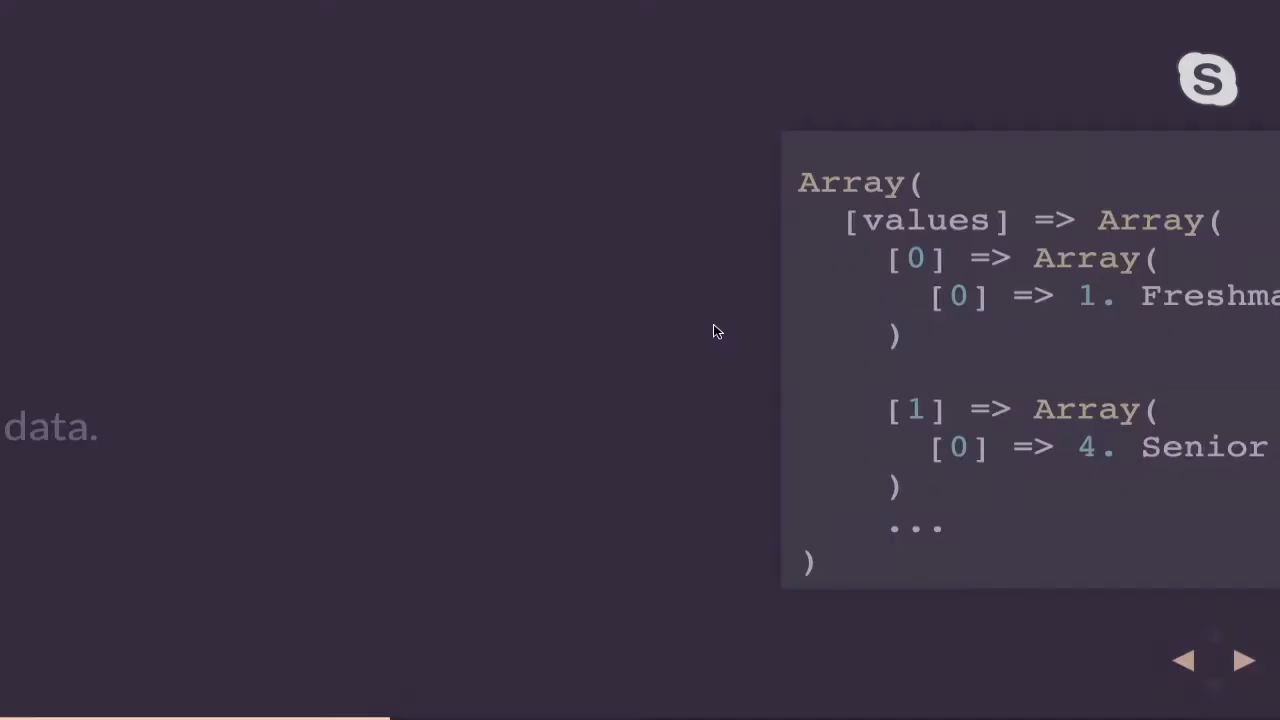 S
Array(
[values] => Array(
[0] => Array(
[0] => 1. Freshma
)
[1] => Array(
[0] => 4. Senior
)
...
)
data.